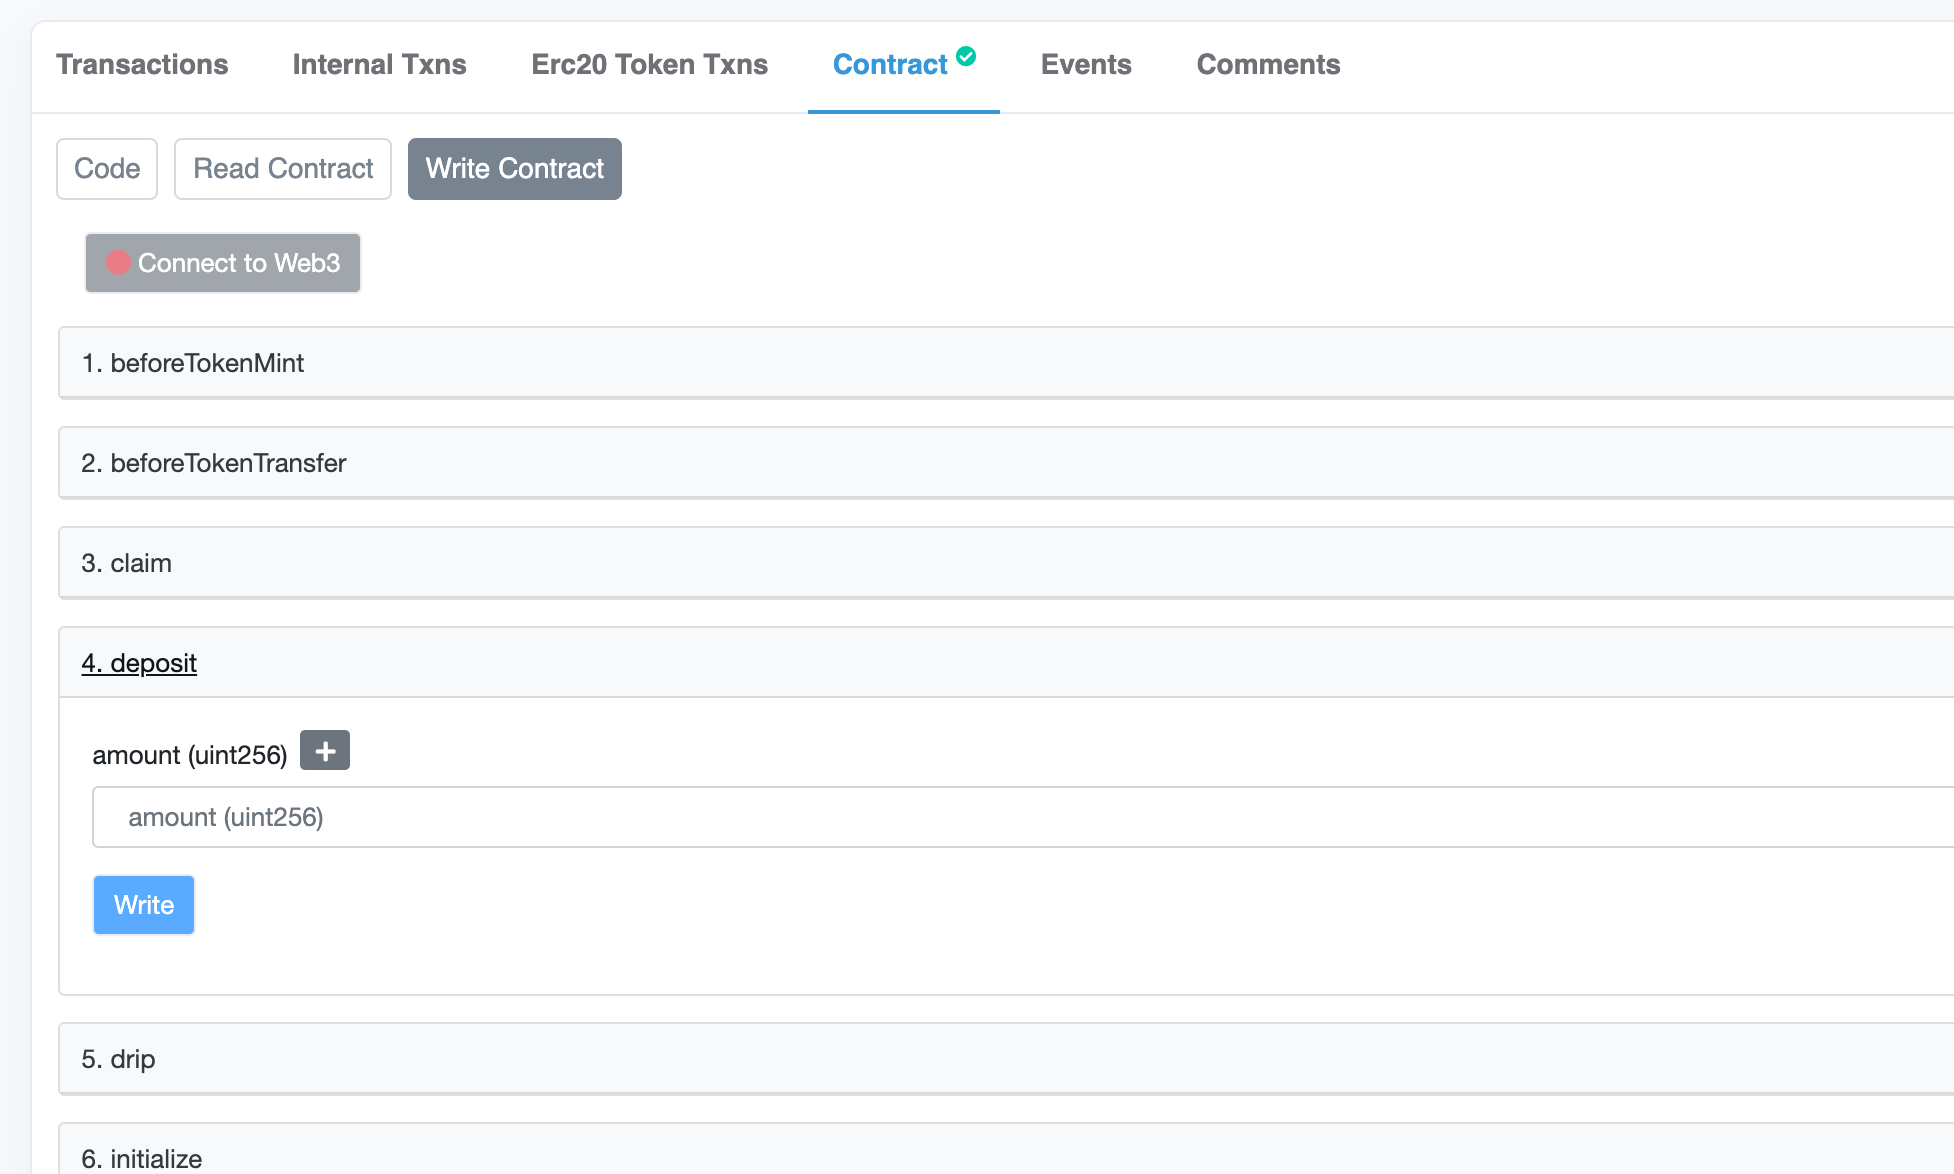 Transactions Internal Txns Erc20 Token Txns Contract Events Comments
Code Read Contract Write Contract
Connect to Web3
1. beforeTokenMint
2. beforeTokenTransfer
3. claim
4. deposit
amount (uint256)
amount (uint256)
Write
5. drip
6. initialize